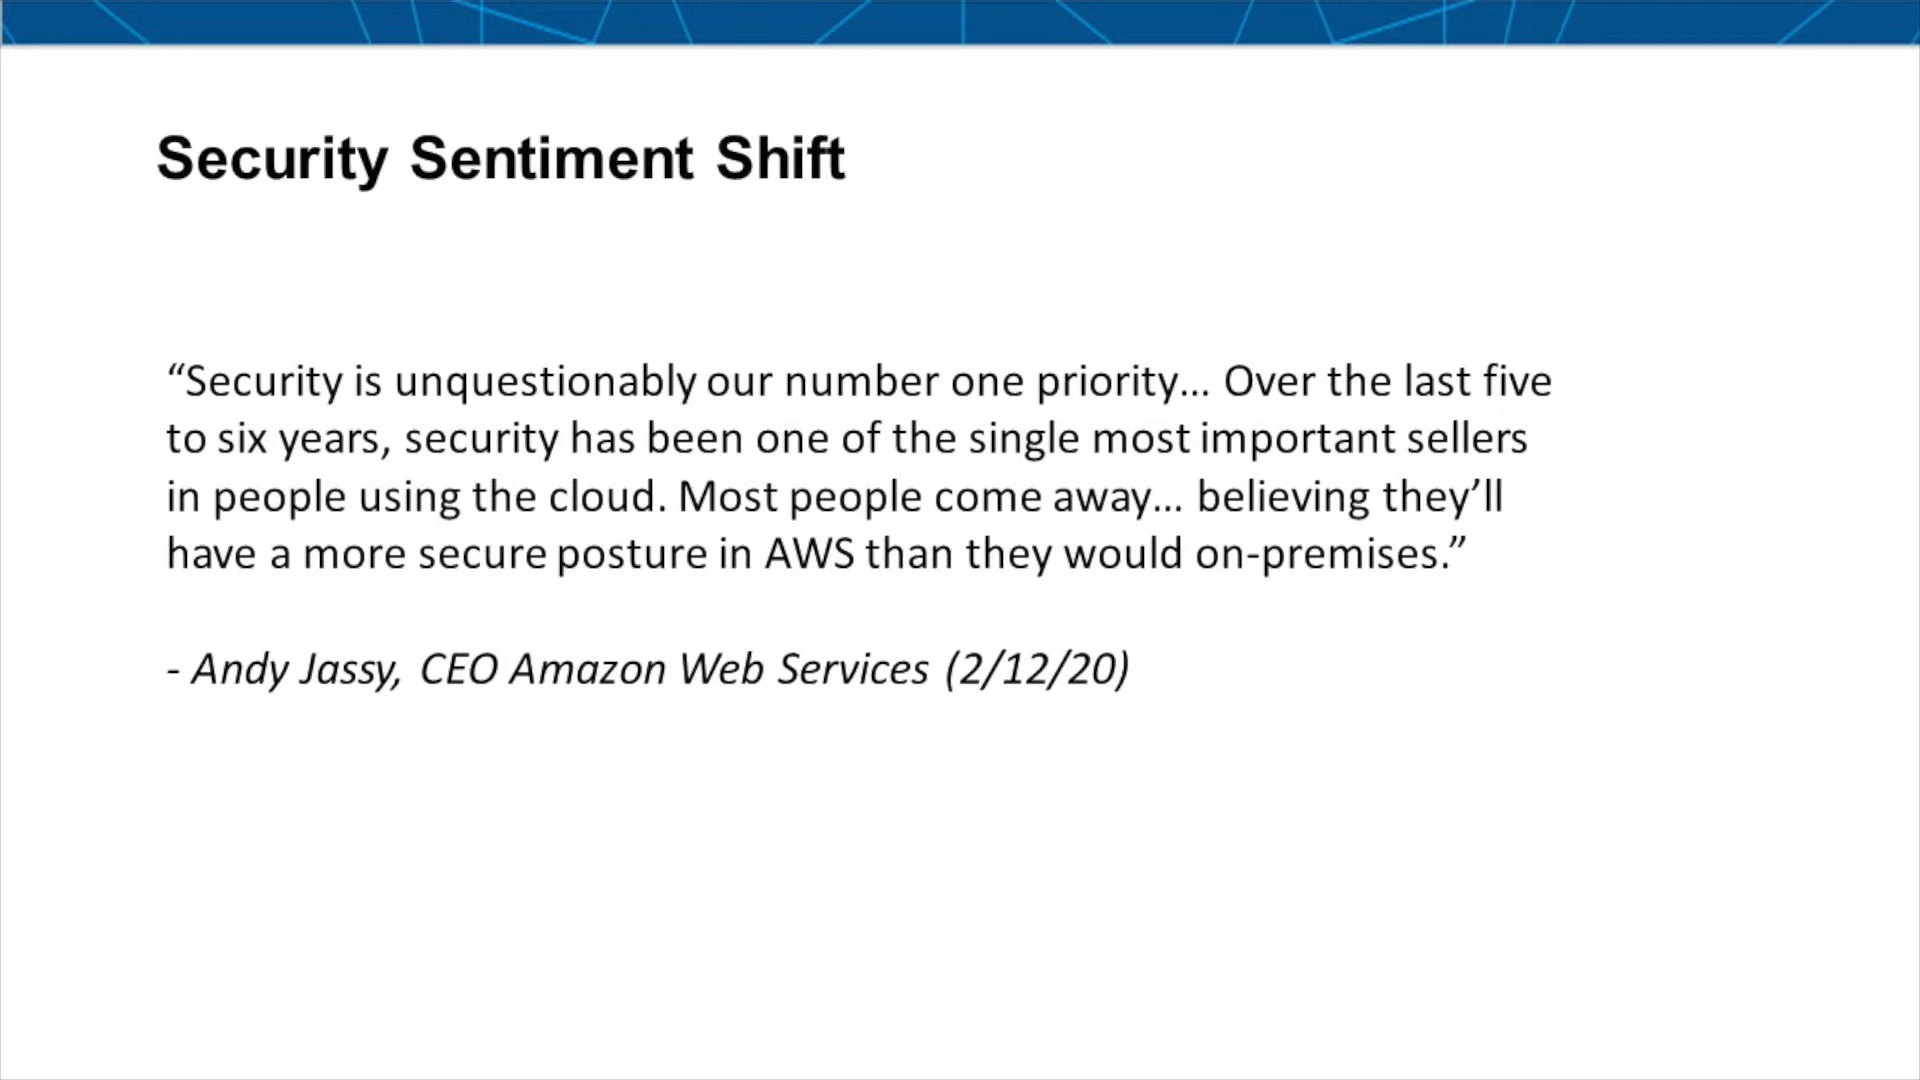 Security Sentiment Shift
“Security is unquestionably our number one priority… Over the last five
to six years, security has been one of the single most important sellers
in people using the cloud. Most people come away… believing they’ll
have a more secure posture in AWS than they would on-premises.”
- Andy Jassy, CEO Amazon Web Services (2/12/20)